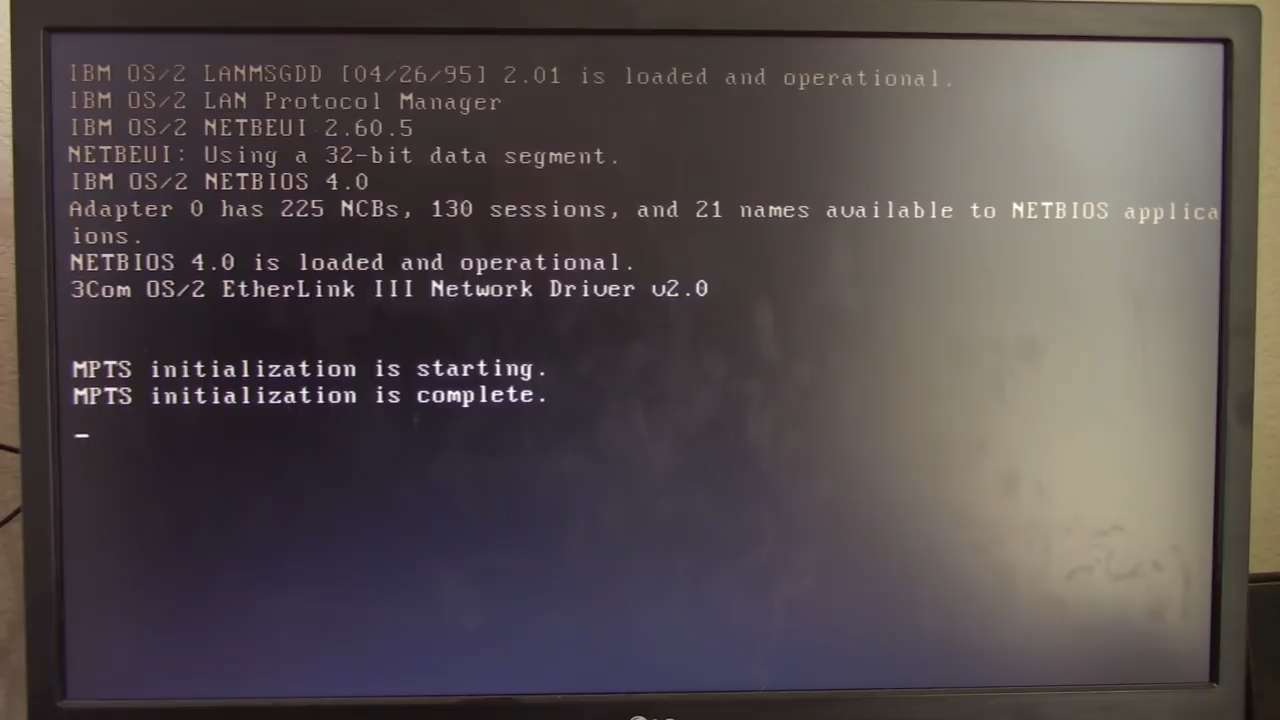 IBM OS/2 LANMSGDD [04/26/95] 2.01 is loaded and operational.
IBM OS/2 LAN Protocol Manager
IBM OS/2 NETBEUI 2.60.5
NETBEUI: Using a 32-bit data segment.
IBM OS/2 NETBIOS 4.0
Adapter 0 has 225 NCBs, 130 sessions, and 21 names available to NETBIOS applica
ions.
NETBIOS 4.0 is loaded and operational.
3Com OS/2 EtherLink III Network Driver v2.0
MPTS initialization is starting.
MPTS initialization is complete.
_